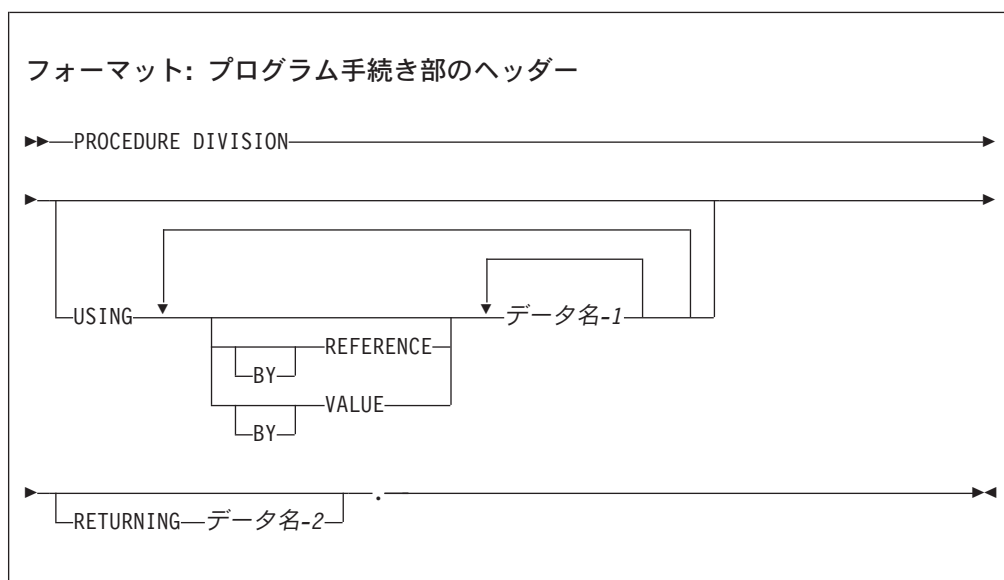 フォーマット: プログラム手続き部のヘッダー
PROCEDURE DIVISION
USING データ名-1
REFERENCE
BY
VALUE
BY
.
RETURNING データ名-2